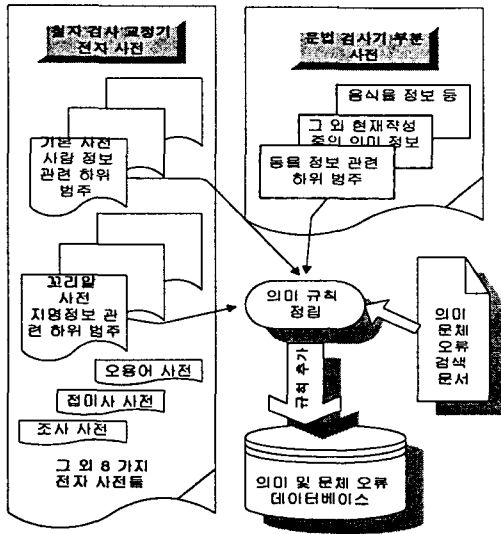 철자 검사 교정기
전자 사전
기본 사전
사람 정보
관련 하위
범주
꼬리말
사전
지명정보 관
련 하위 범주
오용어 사전
접미사 사전
조사 사전
그 외 8 가지
전자 사전들
문법 검사기 부분
사전
음식물 정보 등
그 외 현재작성
중의 의미 정보
동물 정보 관련
하위 범주
의미 규칙
정립
의미
문체
오류
검색
문서
규칙 추가
의미 및 문체 오류
데이터베이스